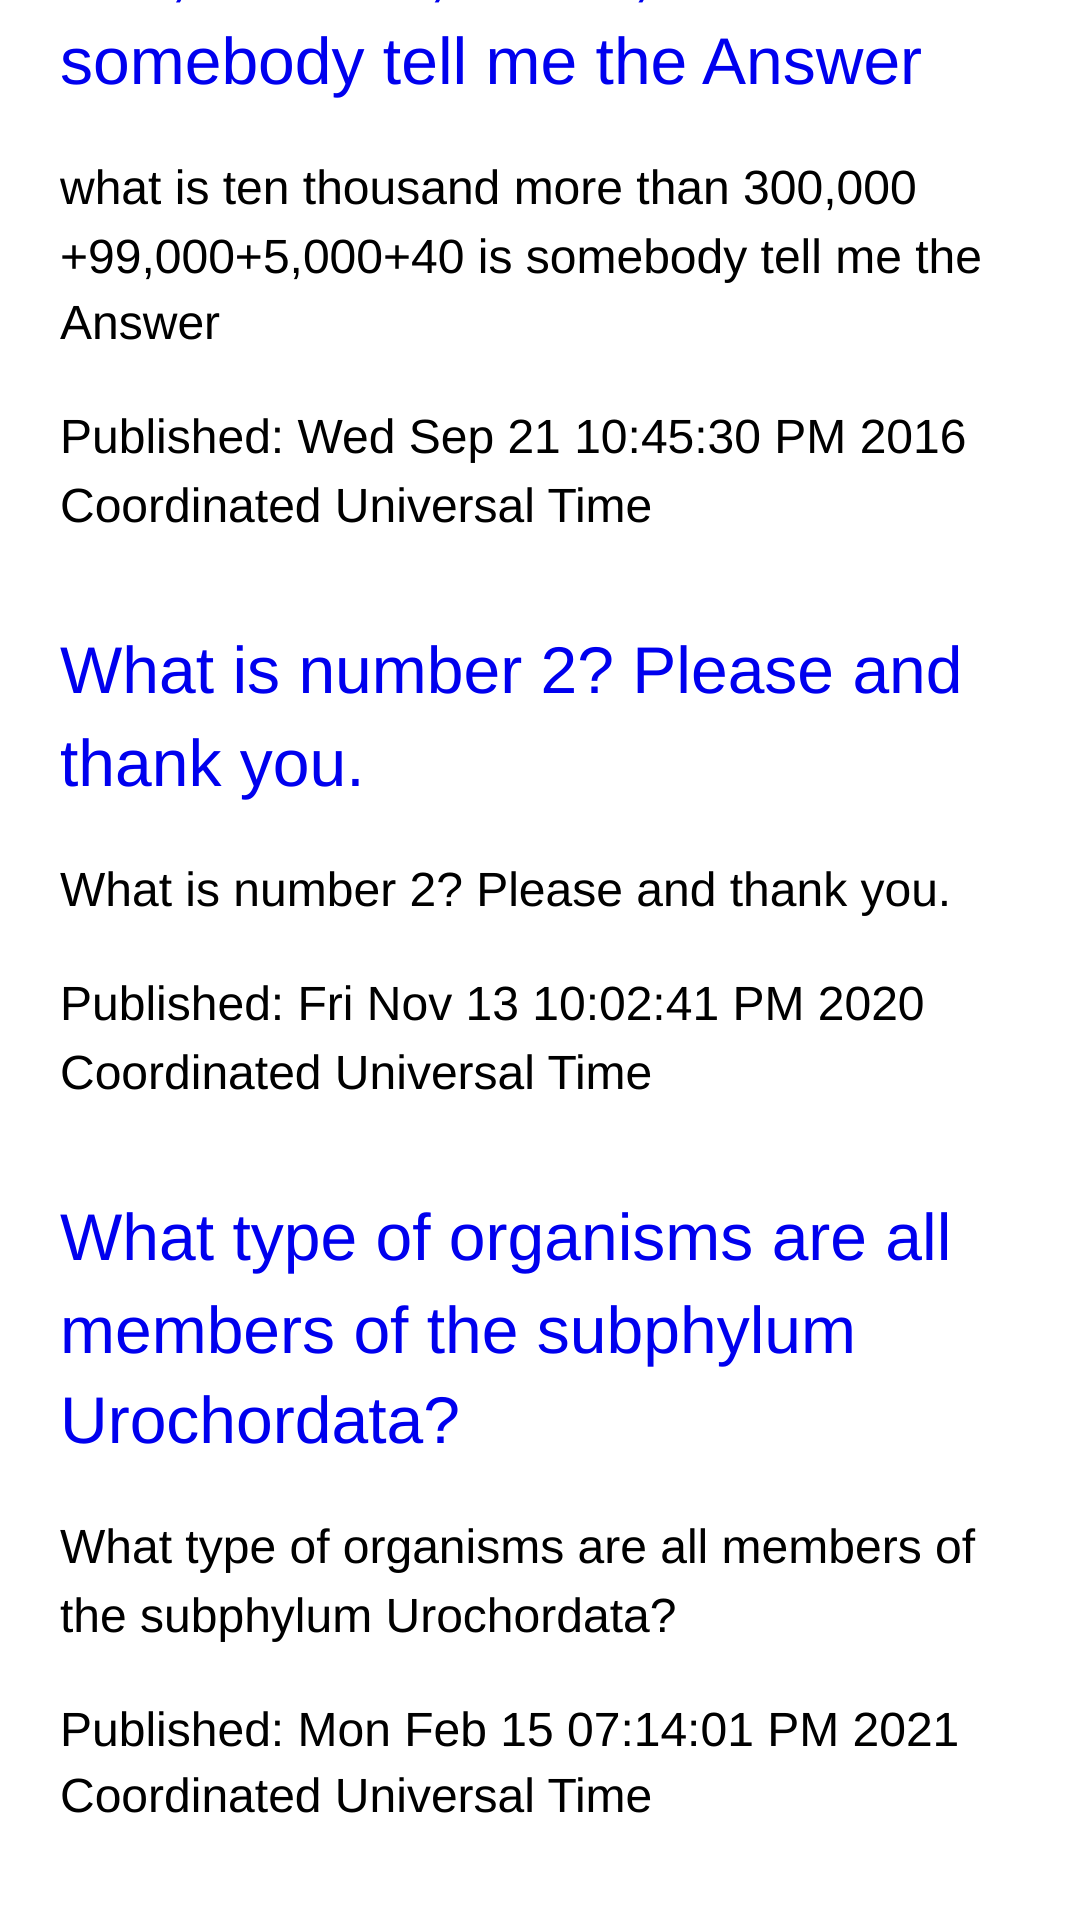 somebody tell me the Answer
what is ten thousand more than 300,000
+99,000+5,000+40 is somebody tell me the
Answer
Published: Wed Sep 21 10:45:30 PM 2016
Coordinated Universal Time
What is number 2? Please and
thank you.
What is number 2? Please and thank you.
Published: Fri Nov 13 10:02:41 PM 2020
Coordinated Universal Time
What type of organisms are all
members of the subphylum
Urochordata?
What type of organisms are all members of
the subphylum Urochordata?
Published: Mon Feb 15 07:14:01 PM 2021
Coordinated Universal Time